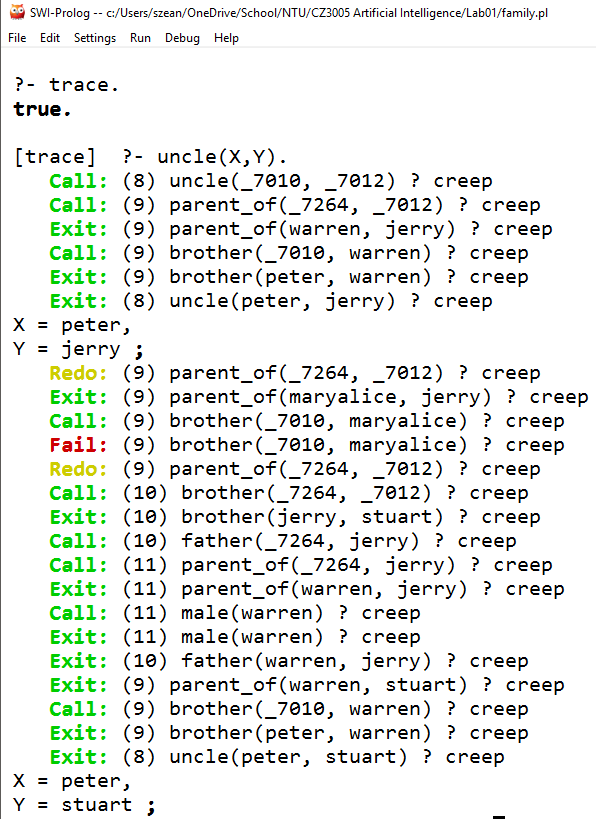 SWI-Prolog -- c:/Users/szean/OneDrive/School/NTU/CZ3005 Artificial Intelligence/Lab01/family.pl
File Edit Settings Run Debug Help
?- trace.
true.
[trace]  ?- uncle(X,Y).
   Call: (8) uncle(_7010, _7012) ? creep
   Call: (9) parent_of(_7264, _7012) ? creep
   Exit: (9) parent_of(warren, jerry) ? creep
   Call: (9) brother(_7010, warren) ? creep
   Exit: (9) brother(peter, warren) ? creep
   Exit: (8) uncle(peter, jerry) ? creep
X = peter,
Y = jerry ;
   Redo: (9) parent_of(_7264, _7012) ? creep
   Exit: (9) parent_of(maryalice, jerry) ? creep
   Call: (9) brother(_7010, maryalice) ? creep
   Fail: (9) brother(_7010, maryalice) ? creep
   Redo: (9) parent_of(_7264, _7012) ? creep
   Call: (10) brother(_7264, _7012) ? creep
   Exit: (10) brother(jerry, stuart) ? creep
   Call: (10) father(_7264, jerry) ? creep
   Call: (11) parent_of(_7264, jerry) ? creep
   Exit: (11) parent_of(warren, jerry) ? creep
   Call: (11) male(warren) ? creep
   Exit: (11) male(warren) ? creep
   Exit: (10) father(warren, jerry) ? creep
   Exit: (9) parent_of(warren, stuart) ? creep
   Call: (9) brother(_7010, warren) ? creep
   Exit: (9) brother(peter, warren) ? creep
   Exit: (8) uncle(peter, stuart) ? creep
X = peter,
Y = stuart ;